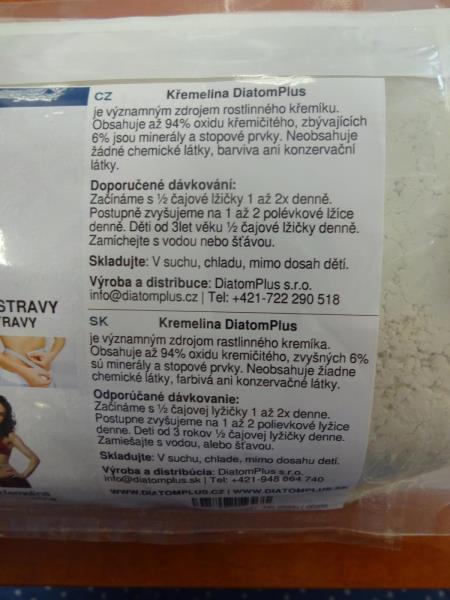 CZ Křemelina DiatomPlus
je významným zdrojem rostlinného křemíku.
Obsahuje až 94% oxidu křemičitého, zbývajících
6% jsou minerály a stopové prvky. Neobsahuje
žádné chemické látky, barviva ani konzervační
látky.
Doporučené dávkování:
Začínáme s ½ čajové lžičky 1 až 2x denně.
Postupně zvyšujeme na 1 až 2 polévkové lžíce
denně. Děti od 3let věku ½ čajové lžičky denně.
Zamíchejte s vodou nebo šťávou.
Skladujte: V suchu, chladu, mimo dosah dětí.
Výroba a distribuce: DiatomPlus s.r.o.
info@diatomplus.cz | Tel: +421-722 290 518
SK Kremelina DiatomPlus
je významným zdrojom rastlinného kremíka.
Obsahuje až 94% oxidu kremičitého, zvyšných 6%
sú minerály a stopové prvky. Neobsahuje žiadne
chemické látky, farbivá ani konzervačné látky.
Odporúčané dávkovanie:
Začíname s ½ čajovej lyžičky 1 až 2x denne.
Postupne zvyšujeme na 1 až 2 polievkové lyžice
denne. Deti od 3 rokov ½ čajovej lyžičky denne.
Zamiešajte s vodou, alebo šťavou.
Skladujte: V suchu, chlade, mimo dosahu detí.
Výroba a distribúcia: DiatomPlus s.r.o.
info@diatomplus.sk | Tel: +421-948 864 740
WWW.DIATOMPLUS.CZ | WWW.DIATOMPLUS.SK
STRAVY
RAVY